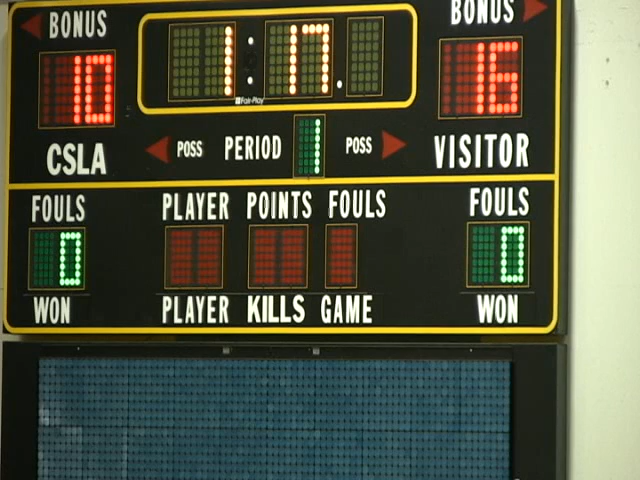 BONUS BONUS
10 1:17. 16
Fair-Play
CSLA POSS PERIOD 1 POSS VISITOR
FOULS PLAYER POINTS FOULS FOULS
0 0
WON PLAYER KILLS GAME WON